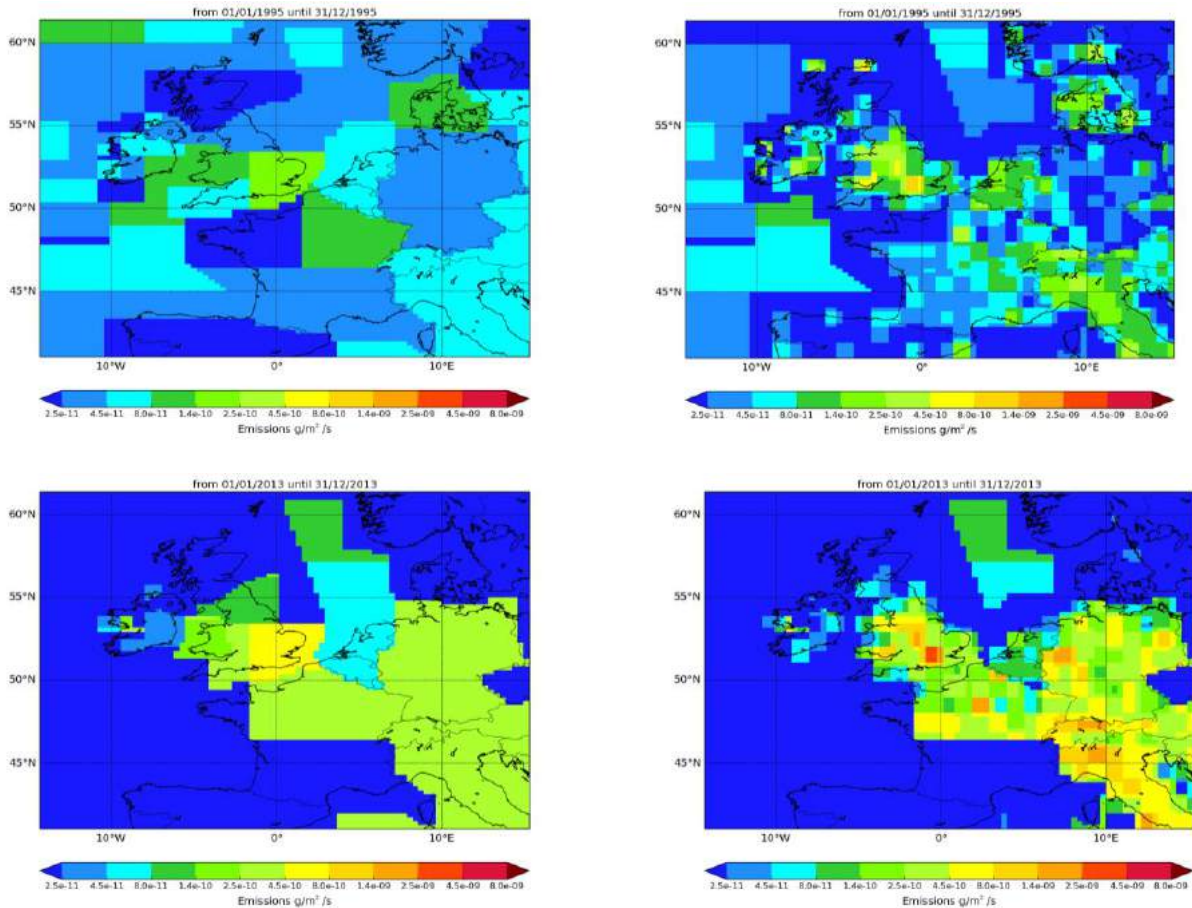 from 01/01/1995 until 31/12/1995
60°N
55°N
50°N
45°N
10°W 0° 10°E
2.5e-11 4.5e-11 8.0e-11 1.4e-10 2.5e-10 4.5e-10 8.0e-10 1.4e-09 2.5e-09 4.5e-09 8.0e-09
Emissions g/m² /s
from 01/01/1995 until 31/12/1995
60°N
55°N
50°N
45°N
10°W 0° 10°E
2.5e-11 4.5e-11 8.0e-11 1.4e-10 2.5e-10 4.5e-10 8.0e-10 1.4e-09 2.5e-09 4.5e-09 8.0e-09
Emissions g/m² /s
from 01/01/2013 until 31/12/2013
60°N
55°N
50°N
45°N
10°W 0° 10°E
2.5e-11 4.5e-11 8.0e-11 1.4e-10 2.5e-10 4.5e-10 8.0e-10 1.4e-09 2.5e-09 4.5e-09 8.0e-09
Emissions g/m² /s
from 01/01/2013 until 31/12/2013
60°N
55°N
50°N
45°N
10°W 0° 10°E
2.5e-11 4.5e-11 8.0e-11 1.4e-10 2.5e-10 4.5e-10 8.0e-10 1.4e-09 2.5e-09 4.5e-09 8.0e-09
Emissions g/m² /s